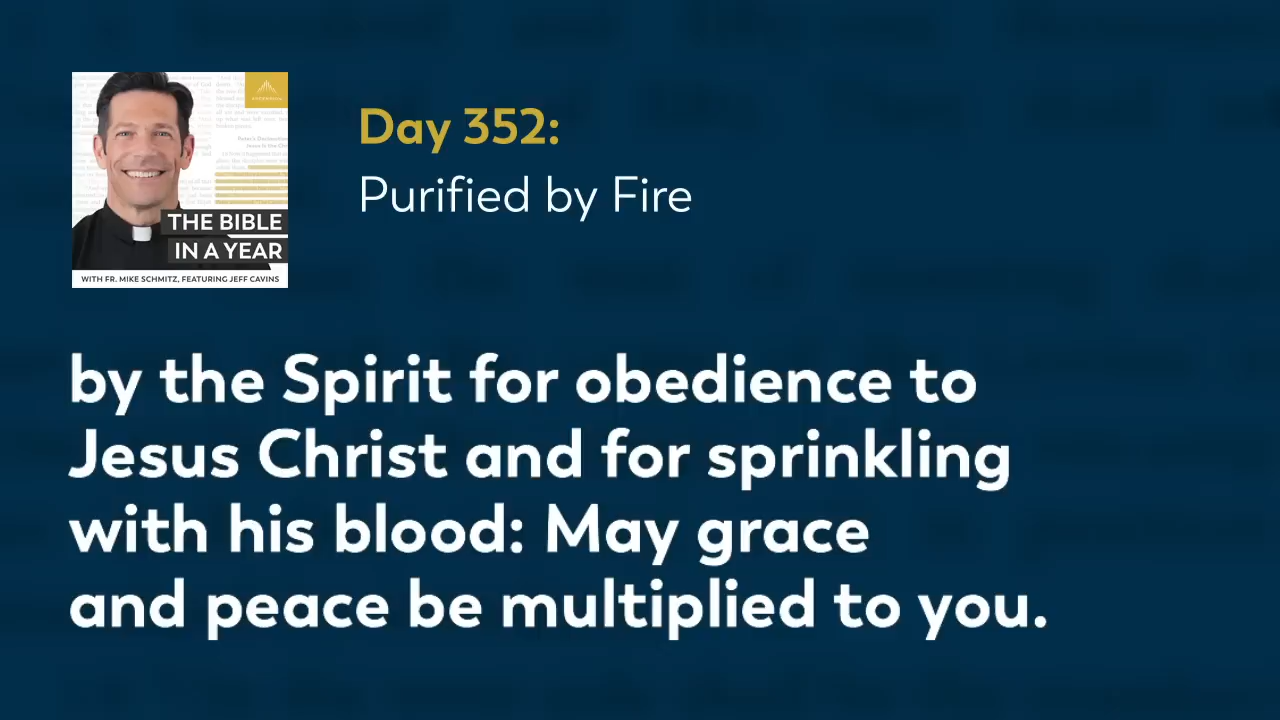 Day 352:
Purified by Fire
THE BIBLE
IN A YEAR
WITH FR. MIKE SCHMITZ, FEATURING JEFF CAVINS
by the Spirit for obedience to
Jesus Christ and for sprinkling
with his blood: May grace
and peace be multiplied to you.